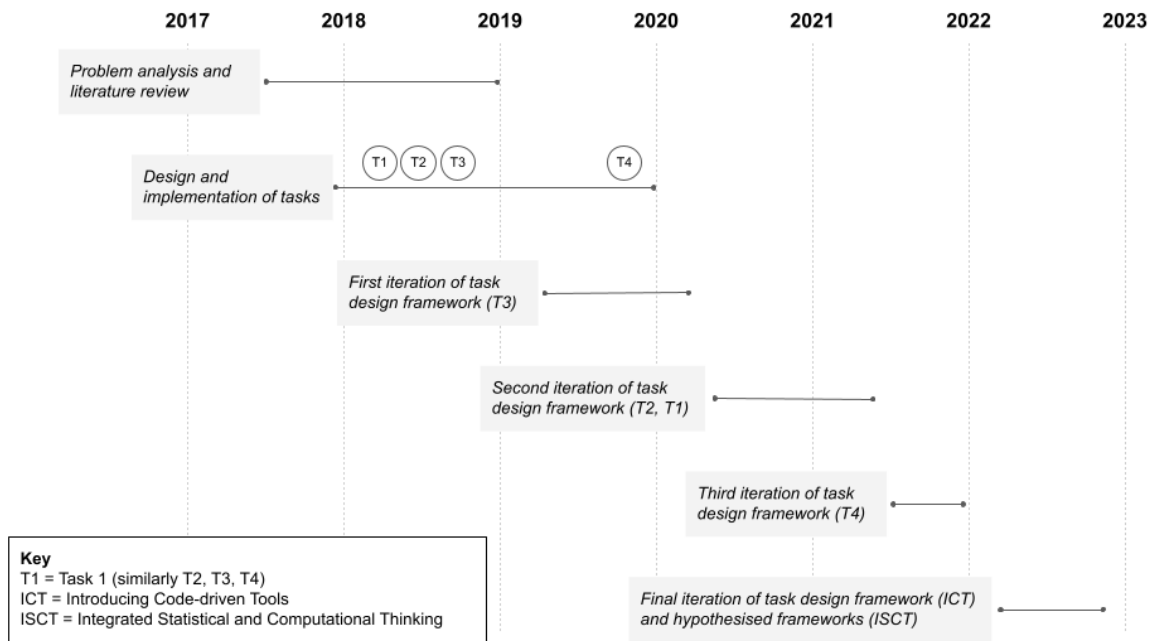 2017 2018 2019 2020 2021 2022 2023
Problem analysis and
literature review
T1 T2 T3 T4
Design and
implementation of tasks
First iteration of task
design framework (T3)
Second iteration of task
design framework (T2, T1)
Third iteration of task
design framework (T4)
Key
T1 = Task 1 (similarly T2, T3, T4)
ICT = Introducing Code-driven Tools
ISCT = Integrated Statistical and Computational Thinking
Final iteration of task design framework (ICT)
and hypothesised frameworks (ISCT)